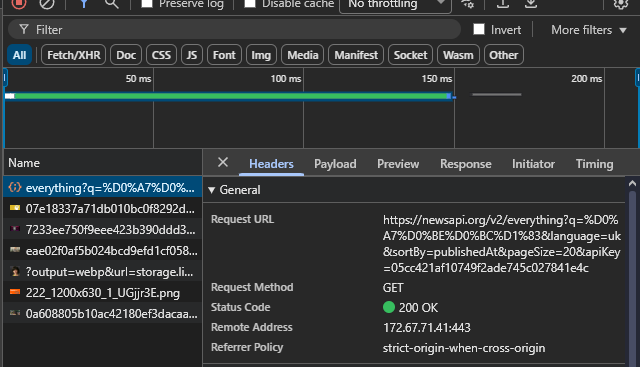 Preserve log Disable cache No throttling
Filter Invert More filters
All Fetch/XHR Doc CSS JS Font Img Media Manifest Socket Wasm Other
50 ms 100 ms 150 ms 200 ms
Name Headers Payload Preview Response Initiator Timing
everything?q=%D0%A7%D0%...
07e18337a71db010bc0f8292d...
7233ee750f9eee423b390ddd3...
eae02f0af5b024bcd9efd1cf058...
?output=webp&url=storage.li...
222_1200x630_1_UGjjr3E.png
0a608805b10ac42180ef3dacaa...
General
Request URL https://newsapi.org/v2/everything?q=%D0%
A7%D0%BE%D0%BC%D1%83&language=uk
&sortBy=publishedAt&pageSize=20&apiKey
=05cc421af10749f2ade745c027841e4c
Request Method GET
Status Code 200 OK
Remote Address 172.67.71.41:443
Referrer Policy strict-origin-when-cross-origin